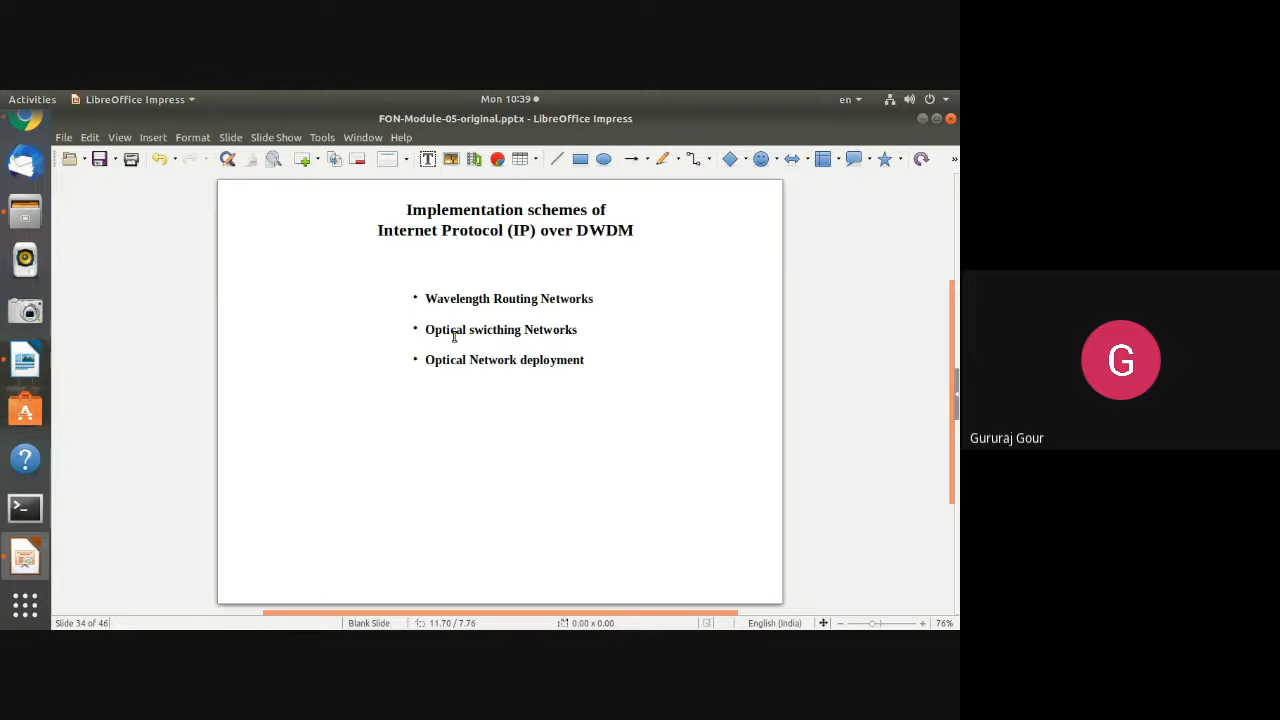 Activities LibreOffice Impress Mon 10:39 en
FON-Module-05-original.pptx - LibreOffice Impress
File Edit View Insert Format Slide Slide Show Tools Window Help
T »
Implementation schemes of
Internet Protocol (IP) over DWDM
• Wavelength Routing Networks
• Optical swicthing Networks
• Optical Network deployment
G
Gururaj Gour
Slide 34 of 46 Blank Slide 11.70 / 7.76 0.00 x 0.00 English (India) 76%